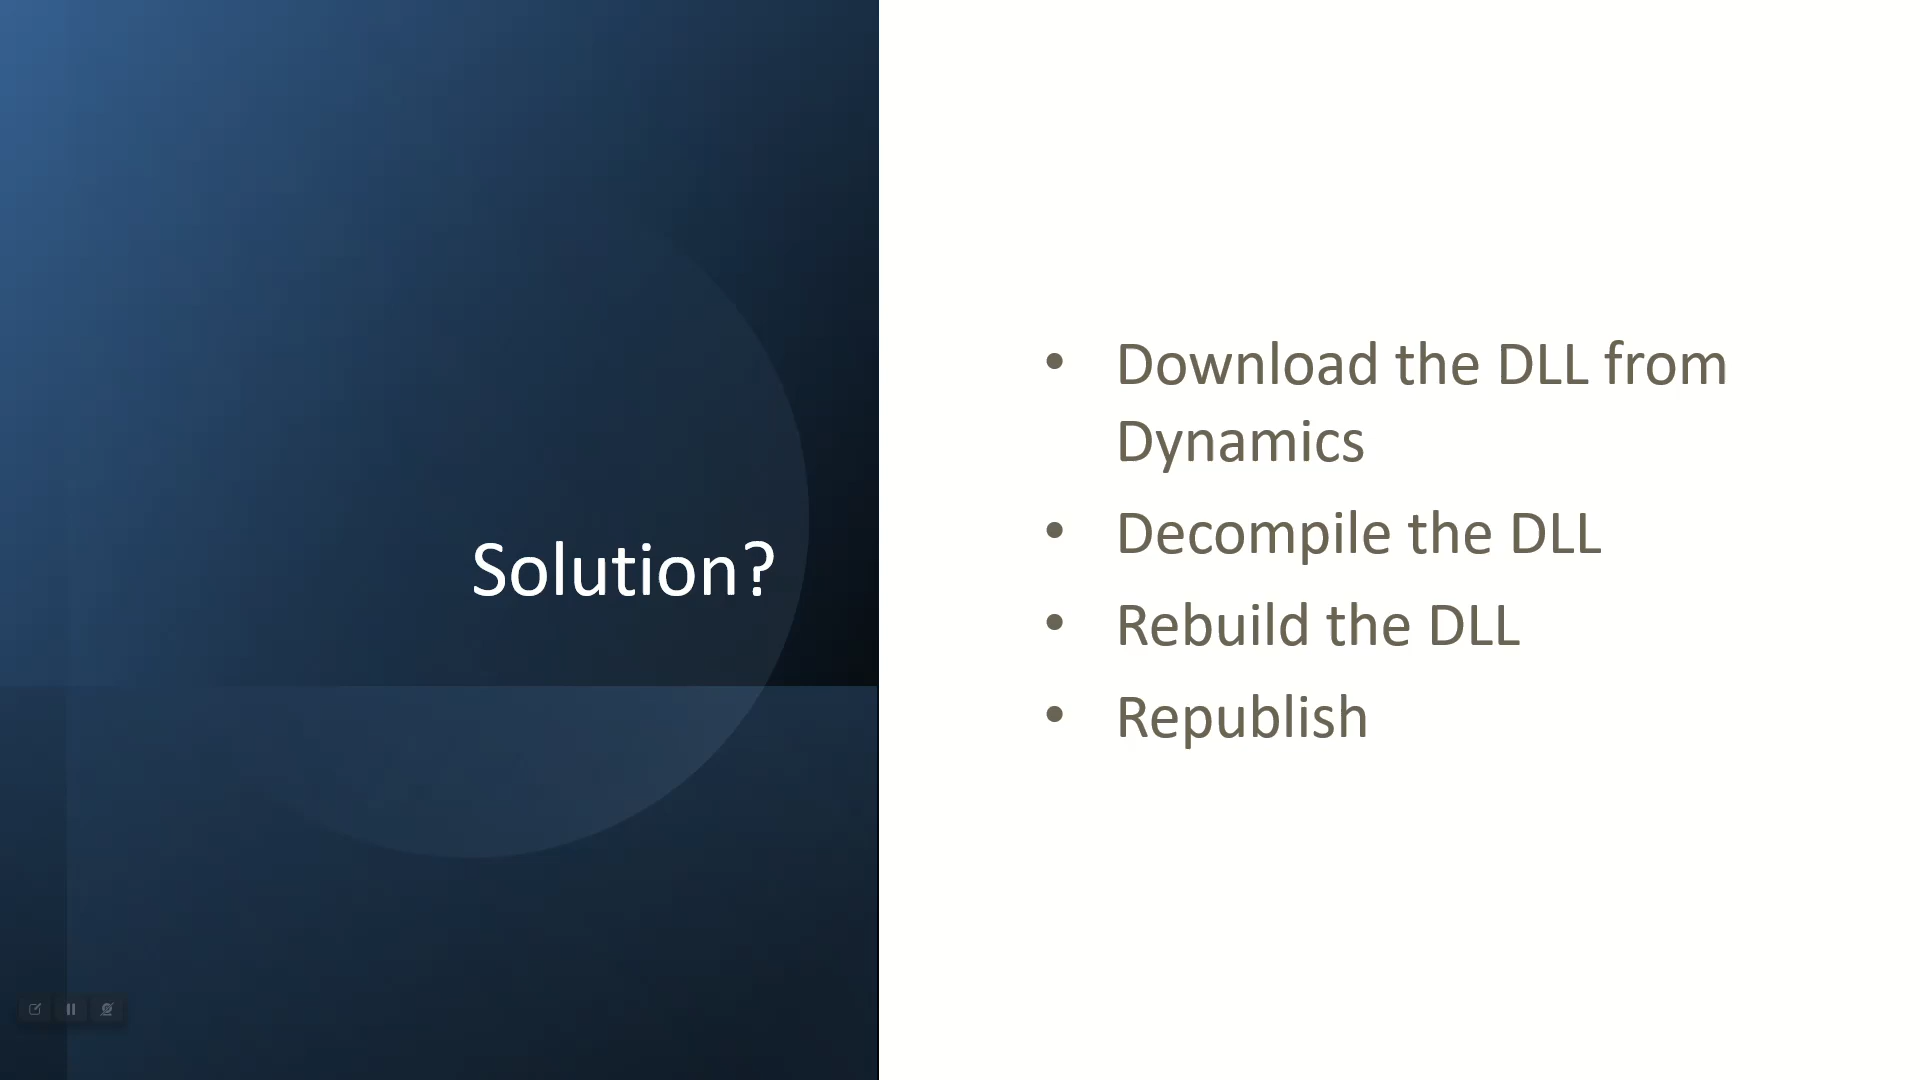 Solution?
• Download the DLL from
Dynamics
• Decompile the DLL
• Rebuild the DLL
• Republish